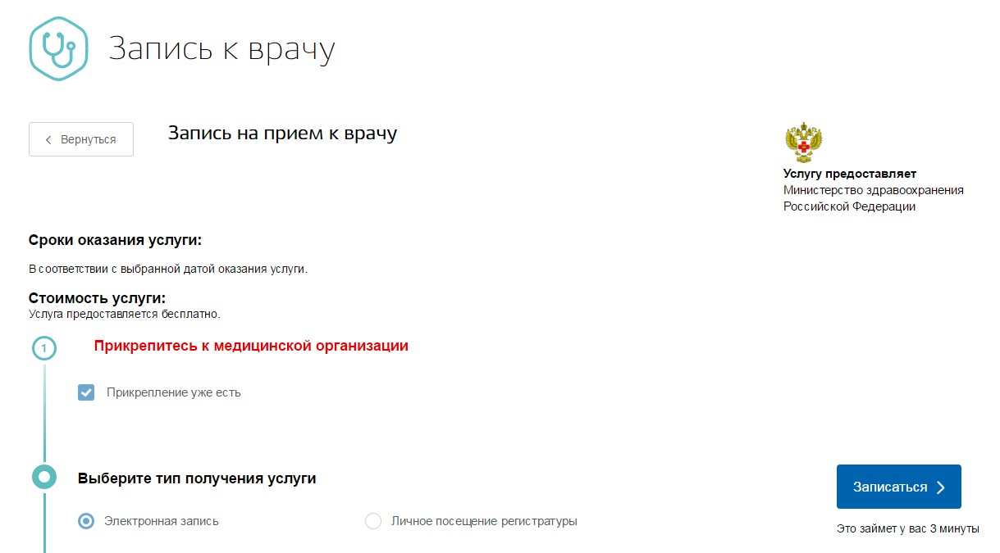 Запись к врачу
Вернуться
Запись на прием к врачу
Услугу предоставляет
Министерство здравоохранения
Российской Федерации
Сроки оказания услуги:
В соответствии с выбранной датой оказания услуги.
Стоимость услуги:
Услуга предоставляется бесплатно.
1
Прикрепитесь к медицинской организации
Прикрепление уже есть
Выберите тип получения услуги
Записаться
Электронная запись
Личное посещение регистратуры
Это займет у вас 3 минуты